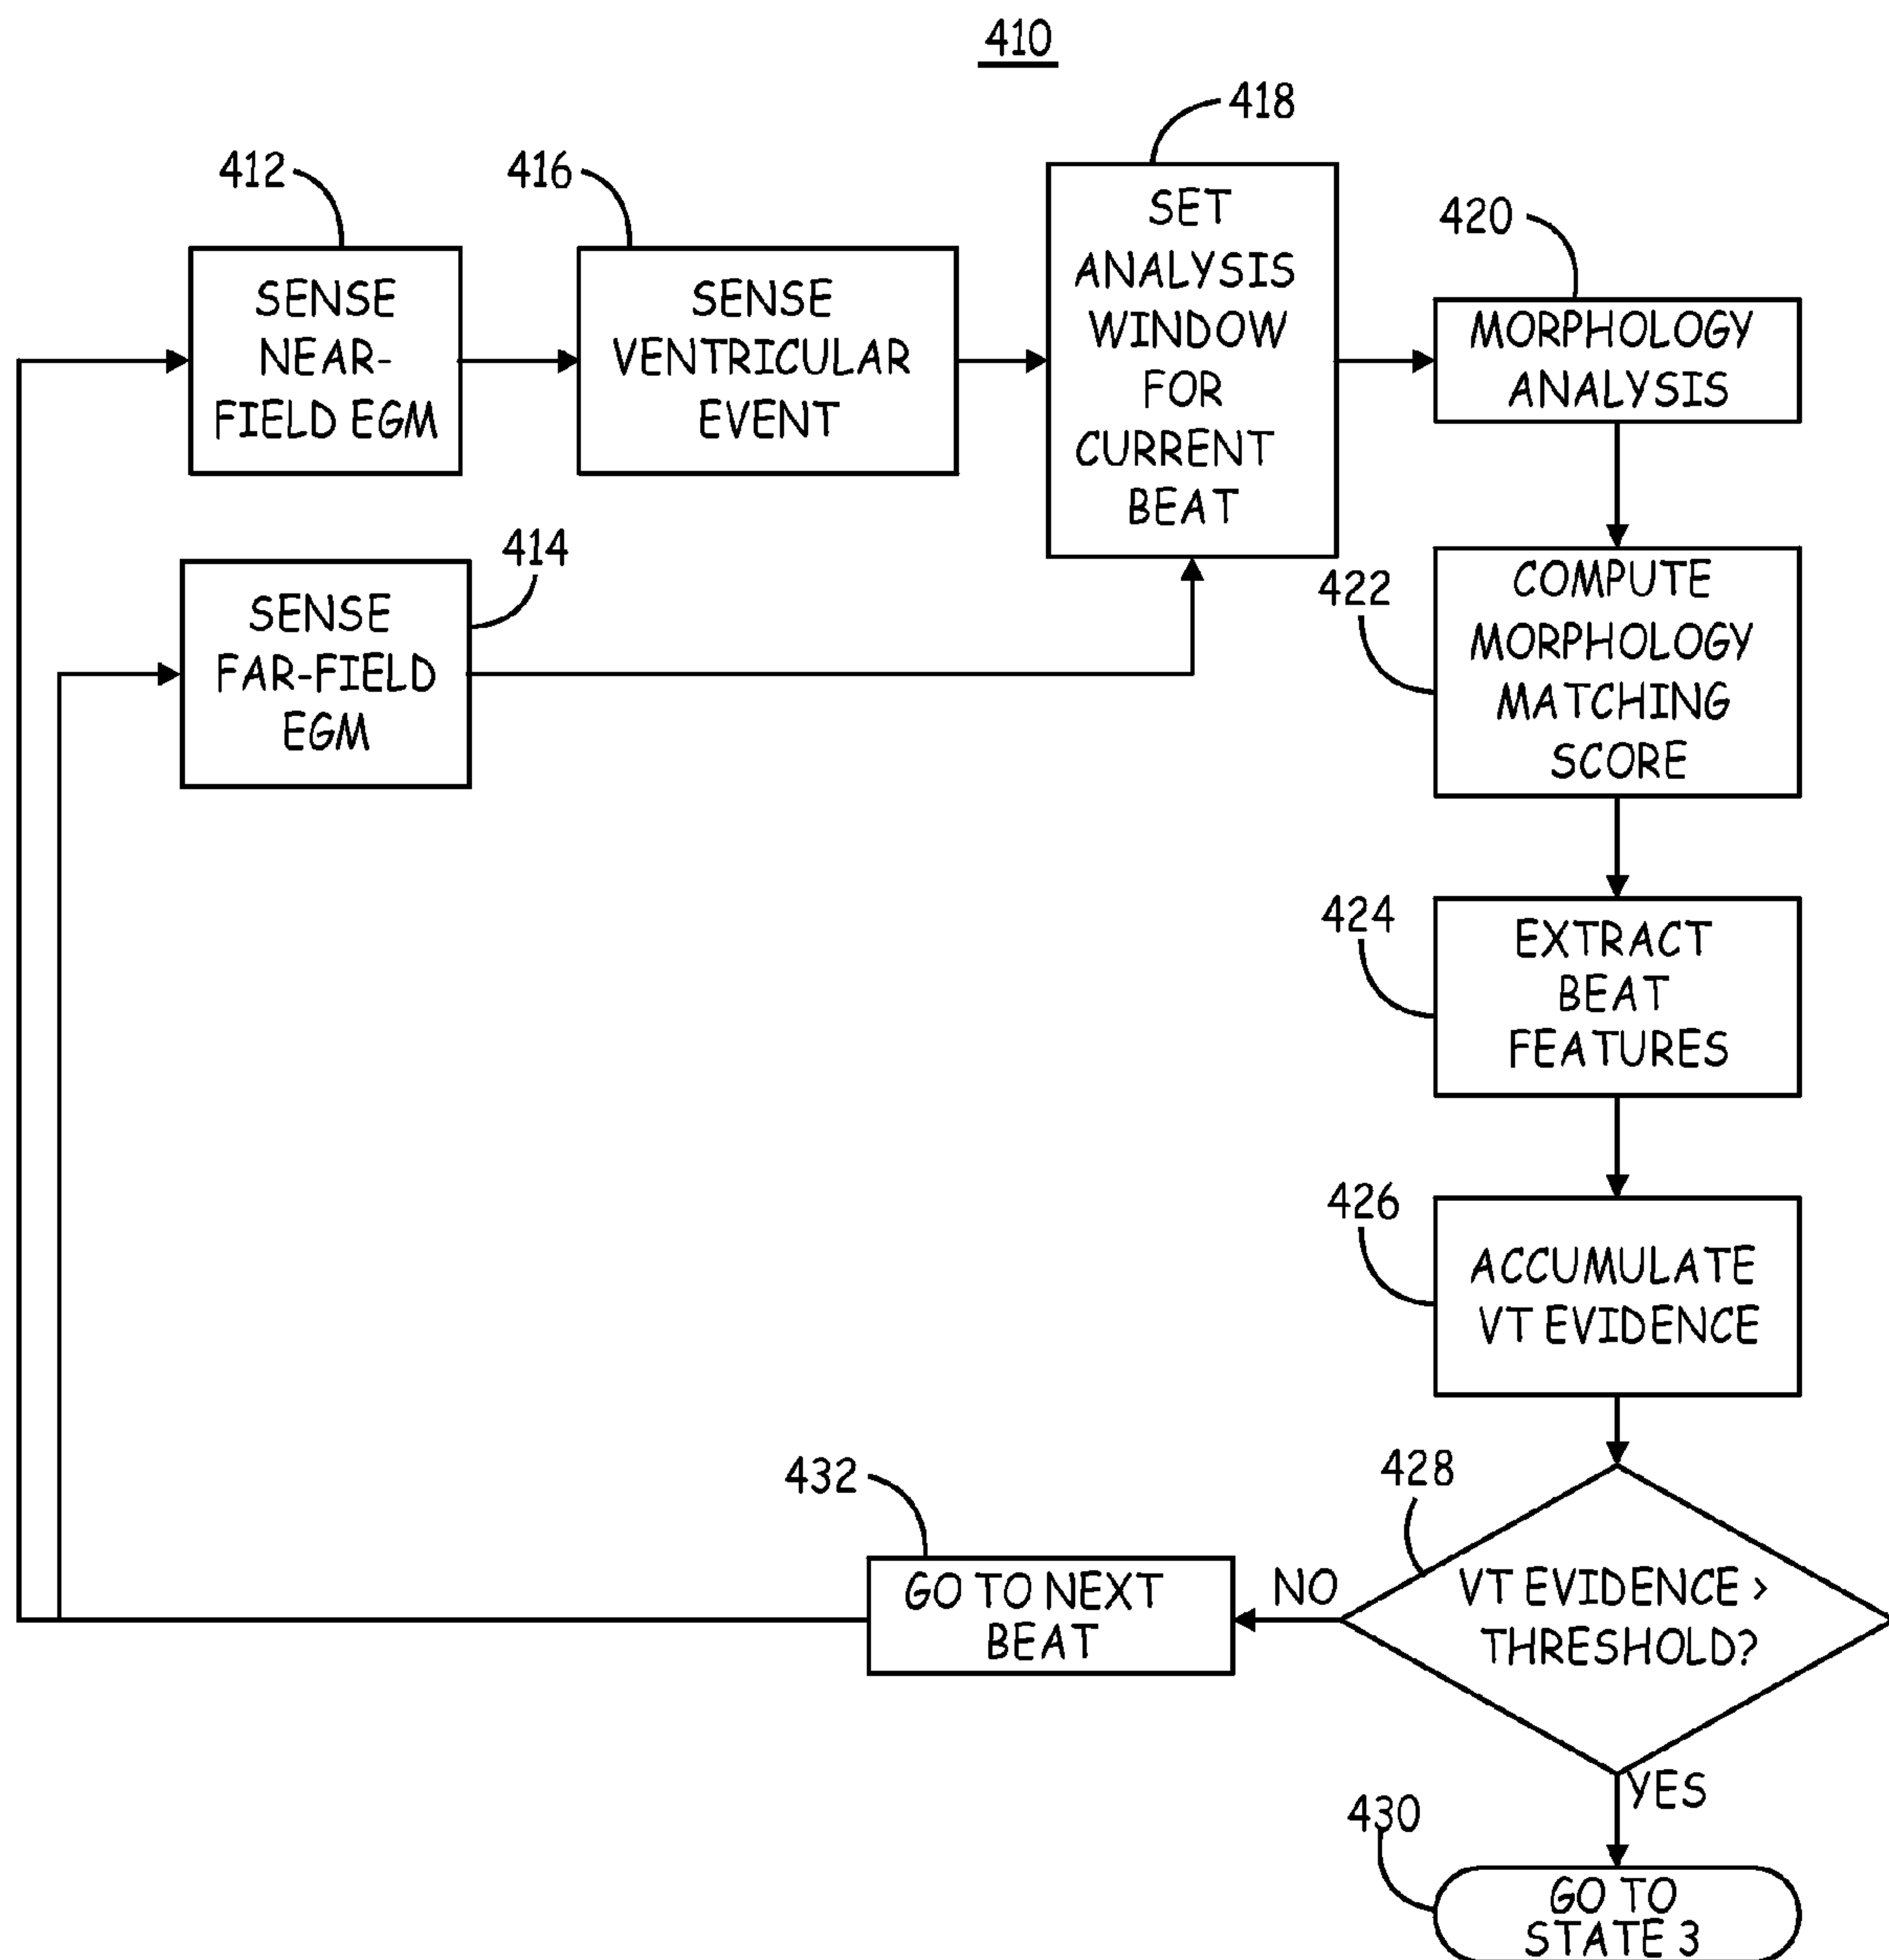 410
412
SENSE
NEAR-
FIELD EGM
416
SENSE
VENTRICULAR
EVENT
418
SET
ANALYSIS
WINDOW
FOR
CURRENT
BEAT
420
MORPHOLOGY
ANALYSIS
414
SENSE
FAR-FIELD
EGM
422
COMPUTE
MORPHOLOGY
MATCHING
SCORE
424
EXTRACT
BEAT
FEATURES
426
ACCUMULATE
VT EVIDENCE
428
VT EVIDENCE >
THRESHOLD?
NO
432
GO TO NEXT
BEAT
YES
430
GO TO
STATE 3